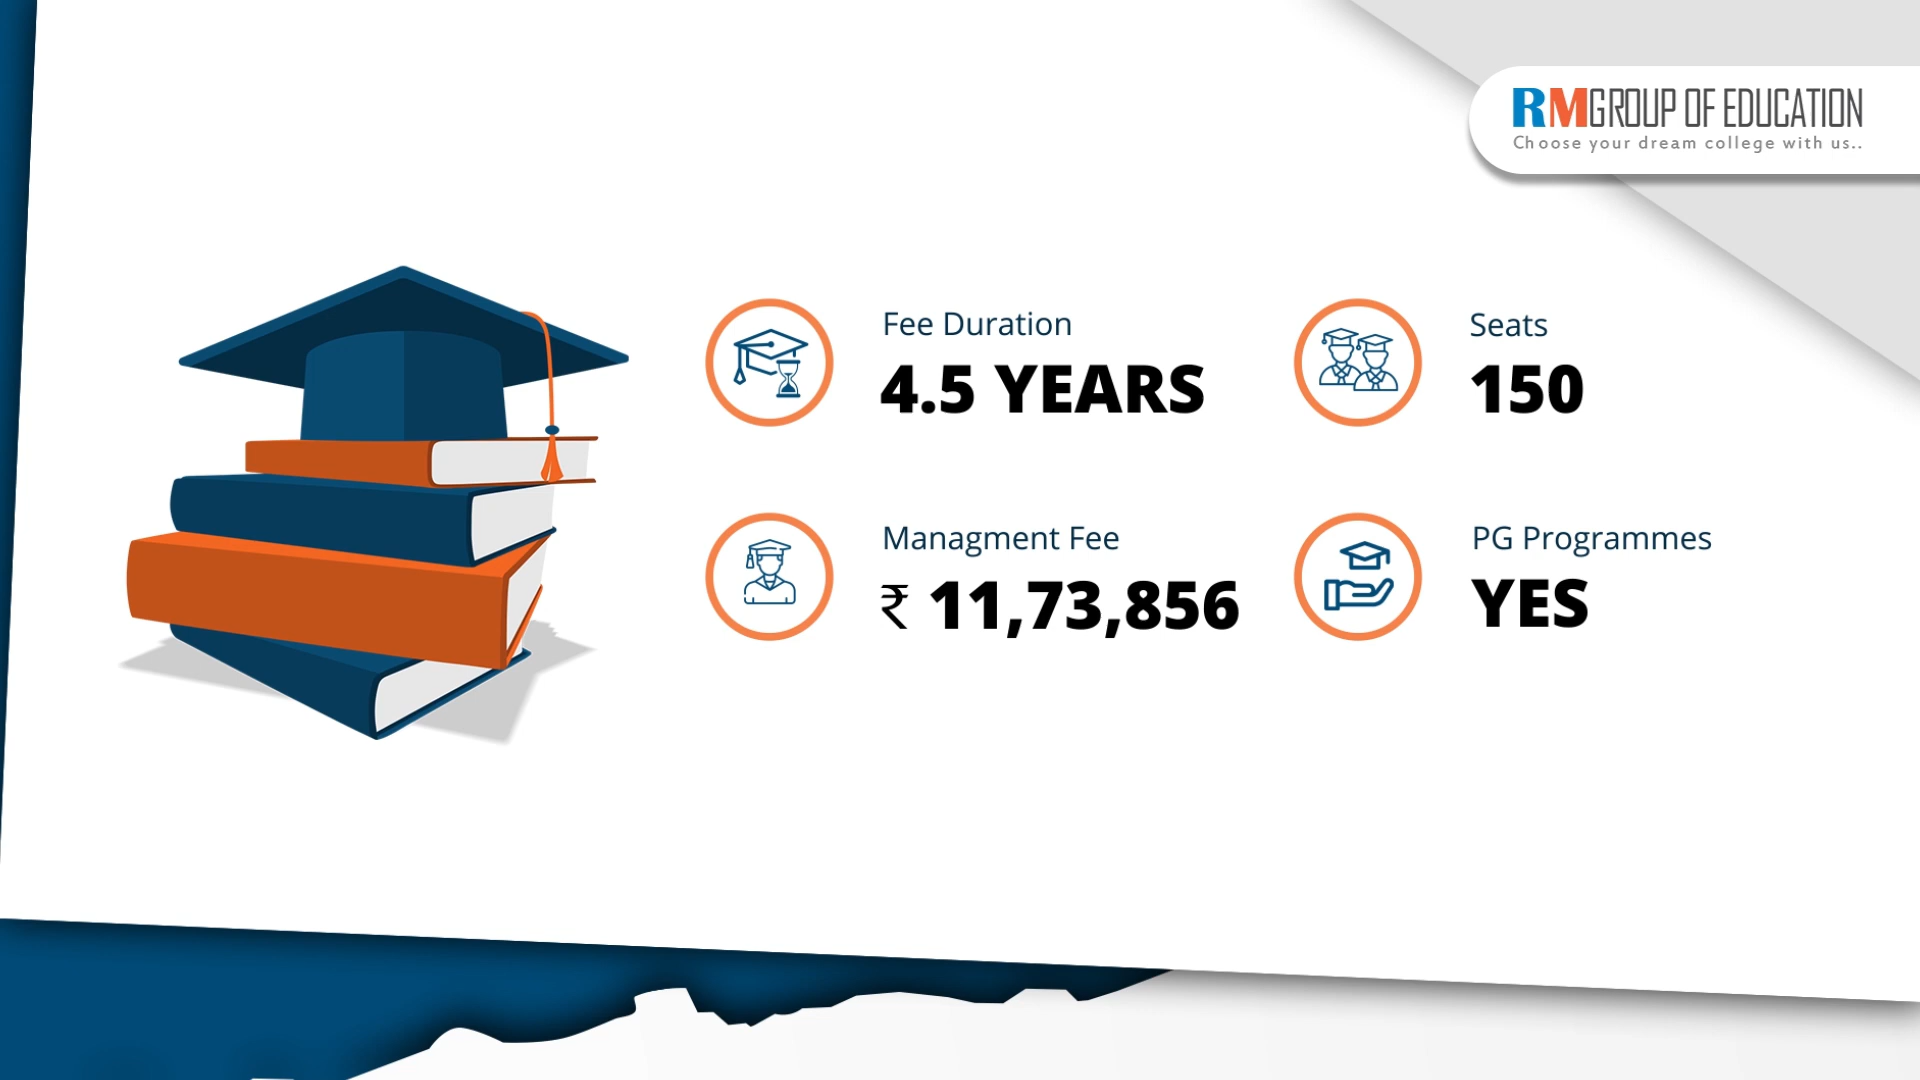 RMGROUP OF EDUCATION
Choose your dream college with us..
Fee Duration
4.5 YEARS
Seats
150
Managment Fee
₹ 11,73,856
PG Programmes
YES